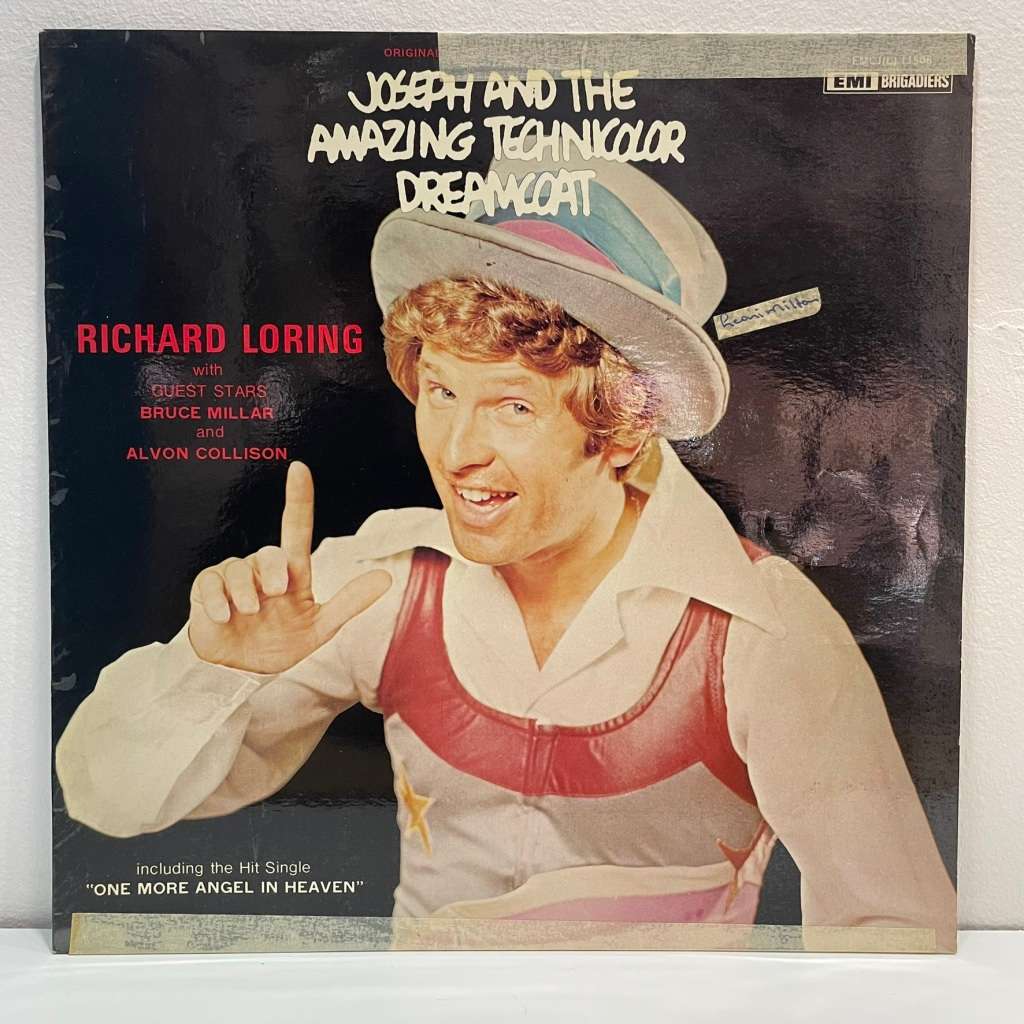 ORIGINAL
EMI BRIGADIERS
JOSEPH AND THE
AMAZING TECHNICOLOR
DREAMCOAT
RICHARD LORING
with
GUEST STARS
BRUCE MILLAR
and
ALVON COLLISON
including the Hit Single
"ONE MORE ANGEL IN HEAVEN"